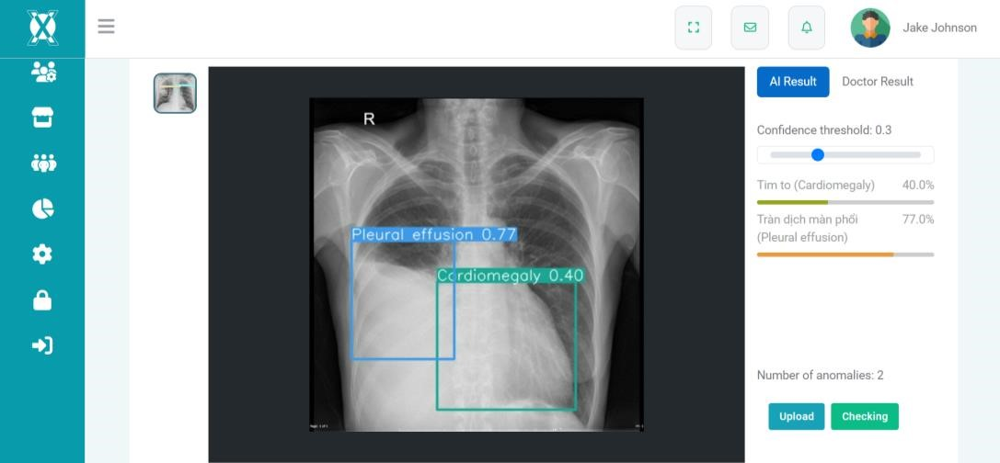 Jake Johnson
R
Pleural effusion 0.77
Cardiomegaly 0.40
AI Result
Doctor Result
Confidence threshold: 0.3
Tim to (Cardiomegaly) 40.0%
Tràn dịch màn phổi 77.0%
(Pleural effusion)
Number of anomalies: 2
Upload
Checking